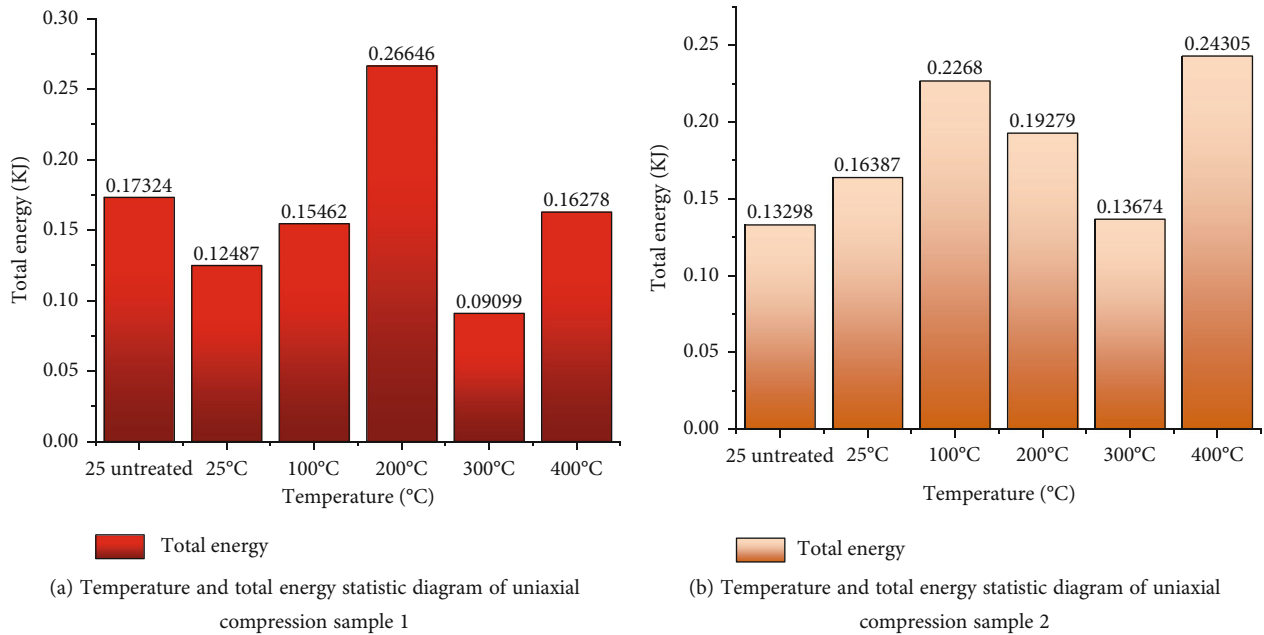 0.30
0.25
0.20
0.15
0.10
0.05
0.00
Total energy (KJ)
0.17324
0.12487
0.15462
0.26646
0.09099
0.16278
25 untreated
25°C
100°C
200°C
300°C
400°C
Temperature (°C)
Total energy
(a) Temperature and total energy statistic diagram of uniaxial
compression sample 1
0.25
0.20
0.15
0.10
0.05
0.00
Total energy (KJ)
0.13298
0.16387
0.2268
0.19279
0.13674
0.24305
25 untreated
25°C
100°C
200°C
300°C
400°C
Temperature (°C)
Total energy
(b) Temperature and total energy statistic diagram of uniaxial
compression sample 2